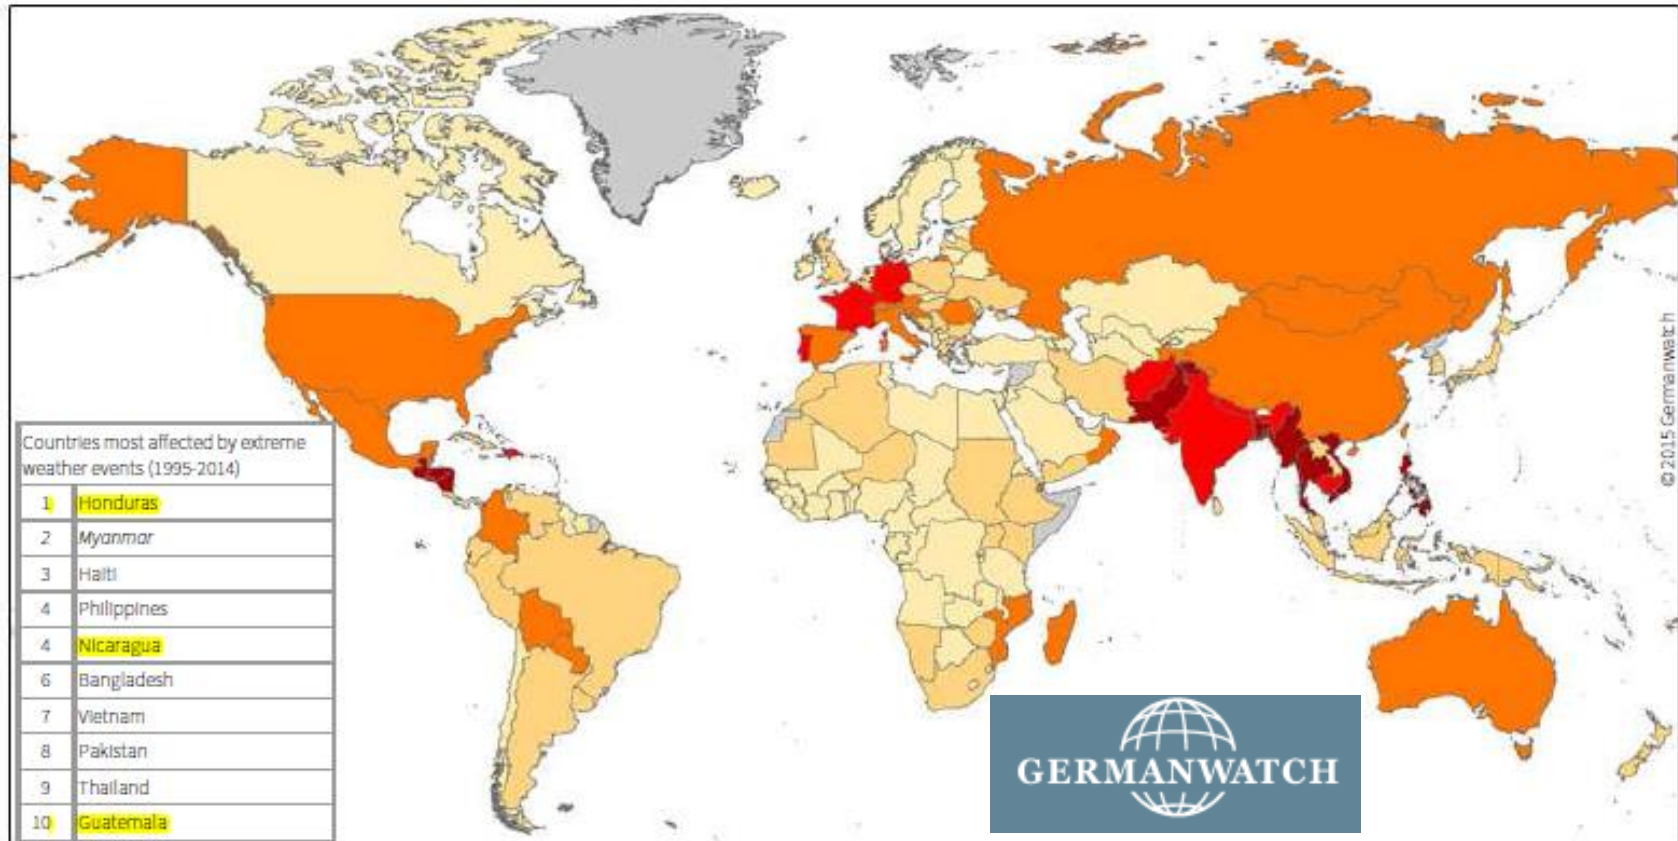 Countries most affected by extreme
weather events (1995-2014)
1 Honduras
2 Myanmar
3 Haiti
4 Philippines
4 Nicaragua
6 Bangladesh
7 Vietnam
8 Pakistan
9 Thailand
10 Guatemala
GERMANWATCH
© 2015 Germanwatch